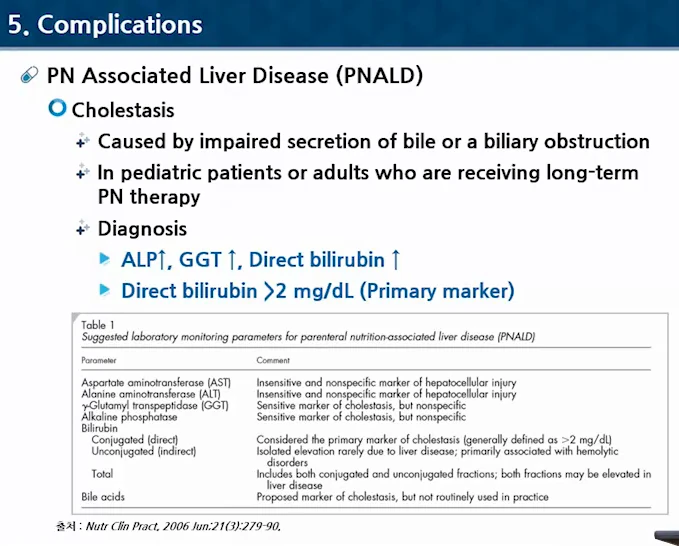 5. Complications
PN Associated Liver Disease (PNALD)
Cholestasis
Caused by impaired secretion of bile or a biliary obstruction
In pediatric patients or adults who are receiving long-term
PN therapy
Diagnosis
ALP↑, GGT ↑, Direct bilirubin ↑
Direct bilirubin >2 mg/dL (Primary marker)
Table 1
Suggested laboratory monitoring parameters for parenteral nutrition-associated liver disease (PNALD)
Parameter Comment
Aspartate aminotransferase (AST) Insensitive and nonspecific marker of hepatocellular injury
Alanine aminotransferase (ALT) Insensitive and nonspecific marker of hepatocellular injury
γ-Glutamyl transpeptidase (GGT) Sensitive marker of cholestasis, but nonspecific
Alkaline phosphatase Sensitive marker of cholestasis, but nonspecific
Bilirubin
Conjugated (direct) Considered the primary marker of cholestasis (generally defined as >2 mg/dL)
Unconjugated (indirect) Isolated elevation rarely due to liver disease; primarily associated with hemolytic
disorders
Total Includes both conjugated and unconjugated fractions; both fractions may be elevated in
liver disease
Bile acids Proposed marker of cholestasis, but not routinely used in practice
출처 : Nutr Clin Pract. 2006 Jun;21(3):279-90.